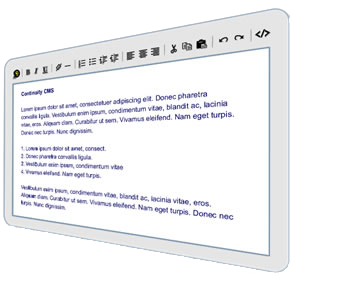 Continuity CMS
Lorem ipsum dolor sit amet, consectetuer adipiscing elit. Donec pharetra
convallis ligula. Vestibulum enim ipsum, condimentum vitae, blandit ac, lacinia
vitae, eros. Aliquam diam. Curabitur ut sem. Vivamus eleifend. Nam eget turpis.
Donec nec turpis. Nunc dignissim.
1. Lorem ipsum dolor sit amet, consect.
2. Donec pharetra convallis ligula.
3. Vestibulum enim ipsum, condimentum vitae
4. Vivamus eleifend. Nam eget turpis.
Vestibulum enim ipsum, condimentum vitae, blandit ac, lacinia vitae, eros.
Aliquam diam. Curabitur ut sem. Vivamus eleifend. Nam eget turpis. Donec nec
turpis. Nunc dignissim.